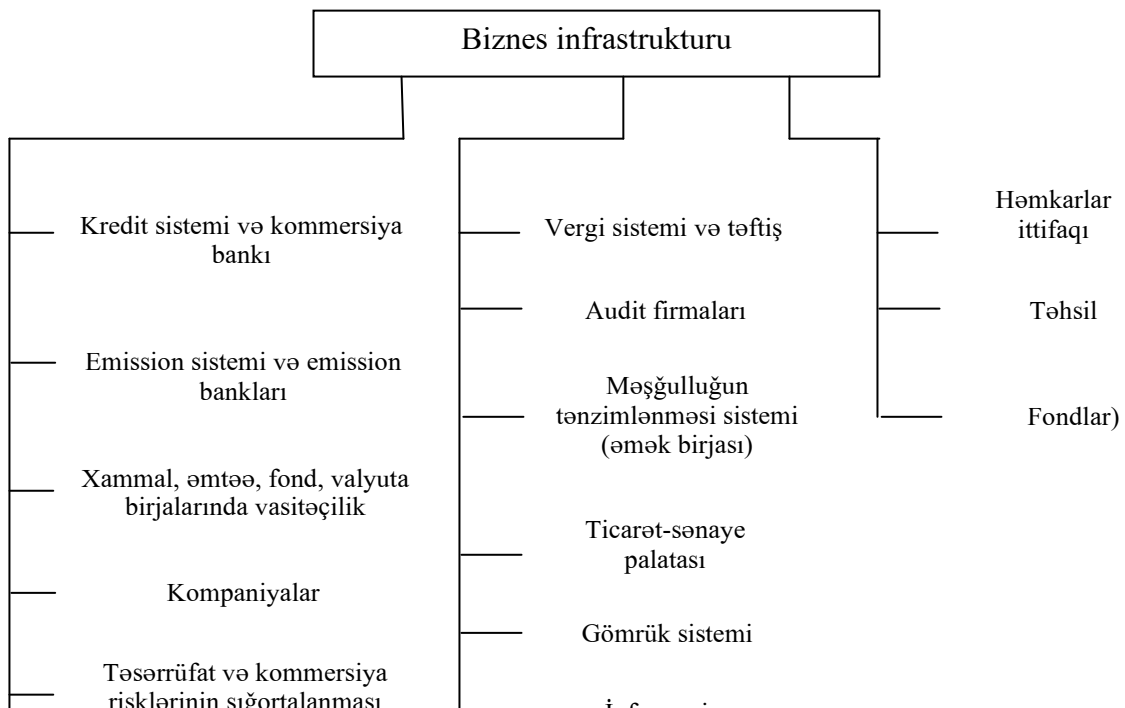 Biznes infrastrukturu
Kredit sistemi və kommersiya
bankı
Emission sistemi və emission
bankları
Xammal, əmtəə, fond, valyuta
birjalarında vasitəçilik
Kompaniyalar
Təsərrüfat və kommersiya
risklərinin sığortalanması
Vergi sistemi və təftiş
Audit firmaları
Məşğulluğun
tənzimlənməsi sistemi
(əmək birjası)
Ticarət-sənaye
palatası
Gömrük sistemi
Həmkarlar
ittifaqı
Təhsil
Fondlar)